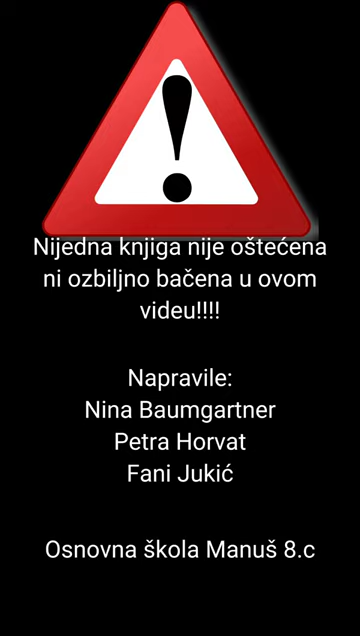 Nijedna knjiga nije oštećena
ni ozbiljno bačena u ovom
videu!!!!
Napravile:
Nina Baumgartner
Petra Horvat
Fani Jukić
Osnovna škola Manuš 8.c